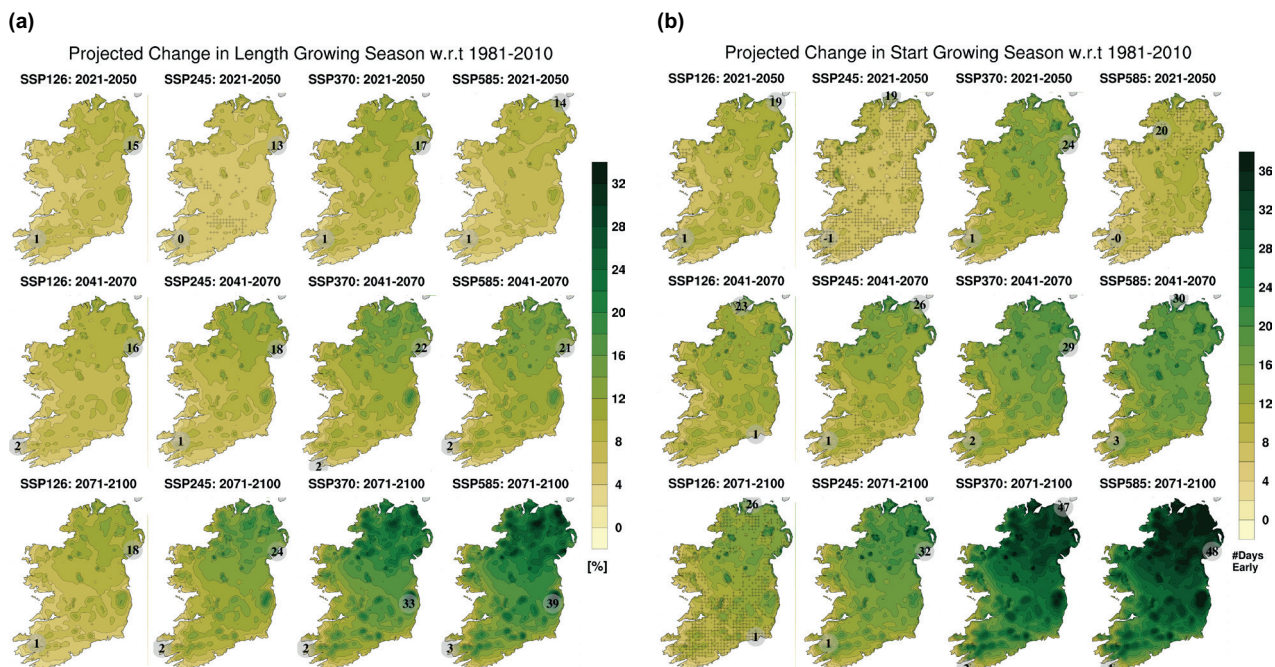 (a)
Projected Change in Length Growing Season w.r.t 1981-2010
SSP126: 2021-2050 SSP245: 2021-2050 SSP370: 2021-2050 SSP585: 2021-2050
15 13 17 14
1 0 1 1
SSP126: 2041-2070 SSP245: 2041-2070 SSP370: 2041-2070 SSP585: 2041-2070
16 18 22 21
2 1 2 2
SSP126: 2071-2100 SSP245: 2071-2100 SSP370: 2071-2100 SSP585: 2071-2100
18 24 33 39
1 2 2 3
32
28
24
20
16
12
8
4
0
[%]
(b)
Projected Change in Start Growing Season w.r.t 1981-2010
SSP126: 2021-2050 SSP245: 2021-2050 SSP370: 2021-2050 SSP585: 2021-2050
19 19 24 20
1 -1 1 -0
SSP126: 2041-2070 SSP245: 2041-2070 SSP370: 2041-2070 SSP585: 2041-2070
23 26 29 30
1 1 2 3
SSP126: 2071-2100 SSP245: 2071-2100 SSP370: 2071-2100 SSP585: 2071-2100
26 32 47 48
1 1
36
32
28
24
20
16
12
8
4
0
#Days
Early